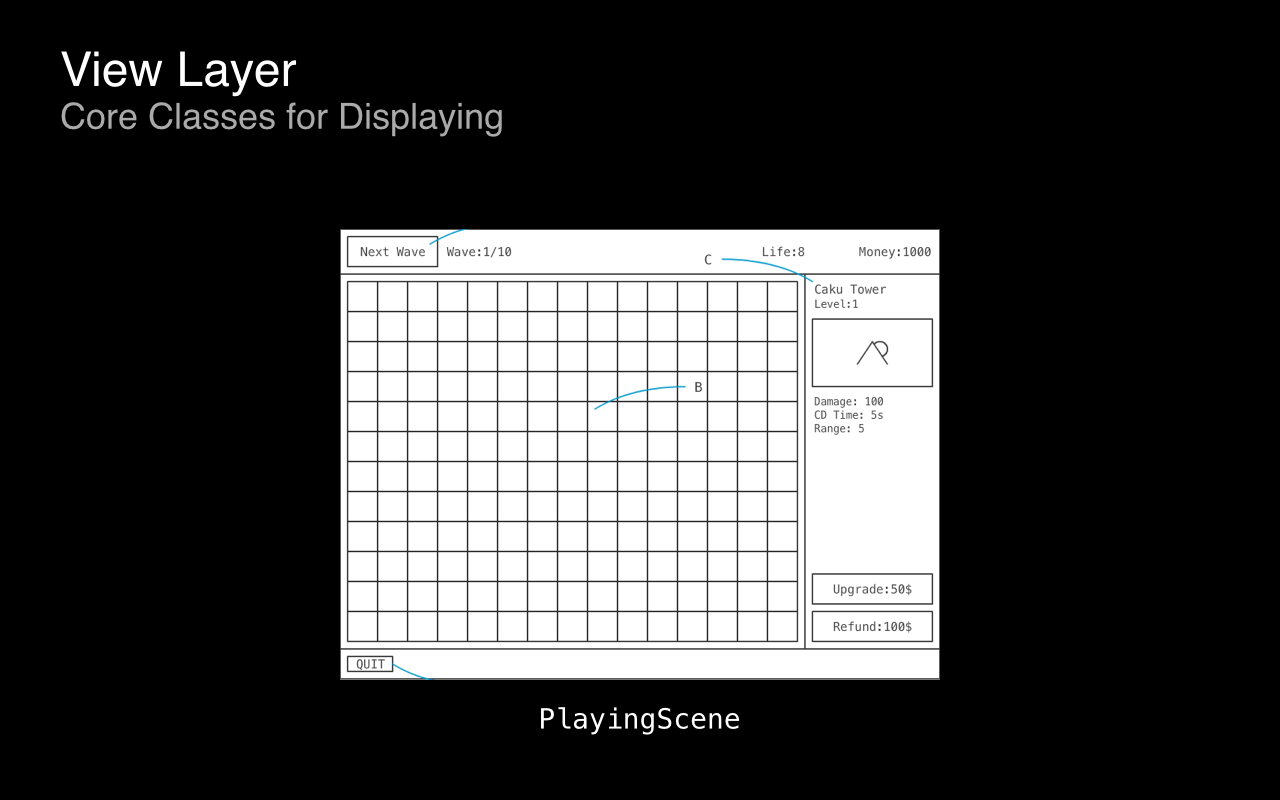 View Layer
Core Classes for Displaying
Next Wave
Wave:1/10
Life:8
Money:1000
C
Caku Tower
Level:1
B
Damage: 100
CD Time: 5s
Range: 5
Upgrade:50$
Refund:100$
QUIT
PlayingScene